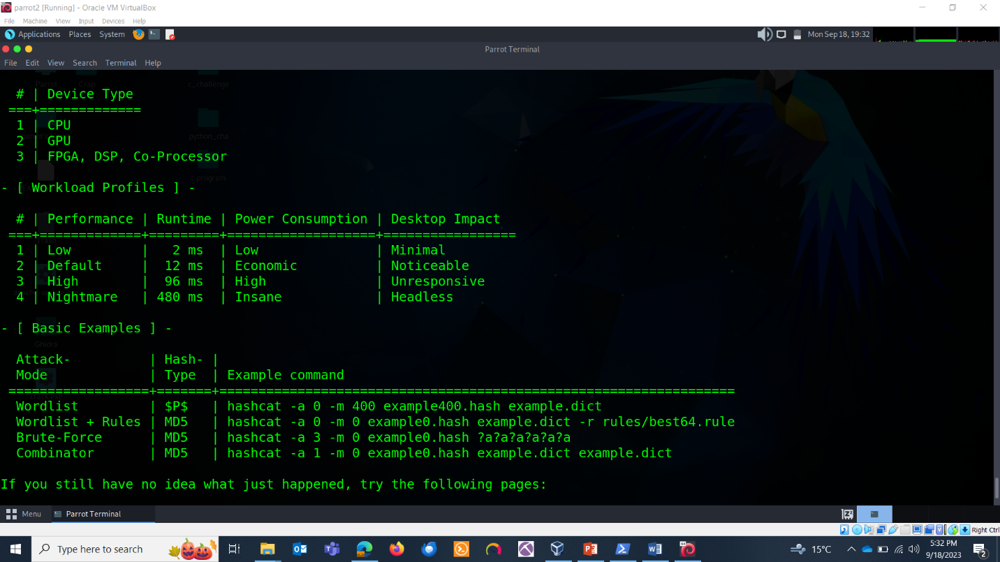 parrot2 [Running] - Oracle VM VirtualBox
File Machine View Input Devices Help
Applications Places System Mon Sep 18, 19:32
Parrot Terminal
File Edit View Search Terminal Help
Parrot Crap c_challenge
# | Device Type
===+=============
1 | CPU
2 | GPU
python_cha
3 | FPGA, DSP, Co-Processor
c program
- [ Workload Profiles ] -
# | Performance | Runtime | Power Consumption | Desktop Impact
===+=============+=========+===================+=================
1 | Low | 2 ms | Low | Minimal
2 | Default | 12 ms | Economic | Noticeable
3 | High | 96 ms | High | Unresponsive
4 | Nightmare | 480 ms | Insane | Headless
- [ Basic Examples ] -
Ghidra
Attack- | Hash- |
Mode | Type | Example command
==================+=======+==================================================================
Wordlist | $P$ | hashcat -a 0 -m 400 example400.hash example.dict
Wordlist + Rules | MD5 | hashcat -a 0 -m 0 example0.hash example.dict -r rules/best64.rule
Brute-Force | MD5 | hashcat -a 3 -m 0 example0.hash ?a?a?a?a?a?a
Combinator | MD5 | hashcat -a 1 -m 0 example0.hash example.dict example.dict
If you still have no idea what just happened, try the following pages:
Menu Parrot Terminal
Right Ctrl
Type here to search 15°C 5:32 PM
9/18/2023 2